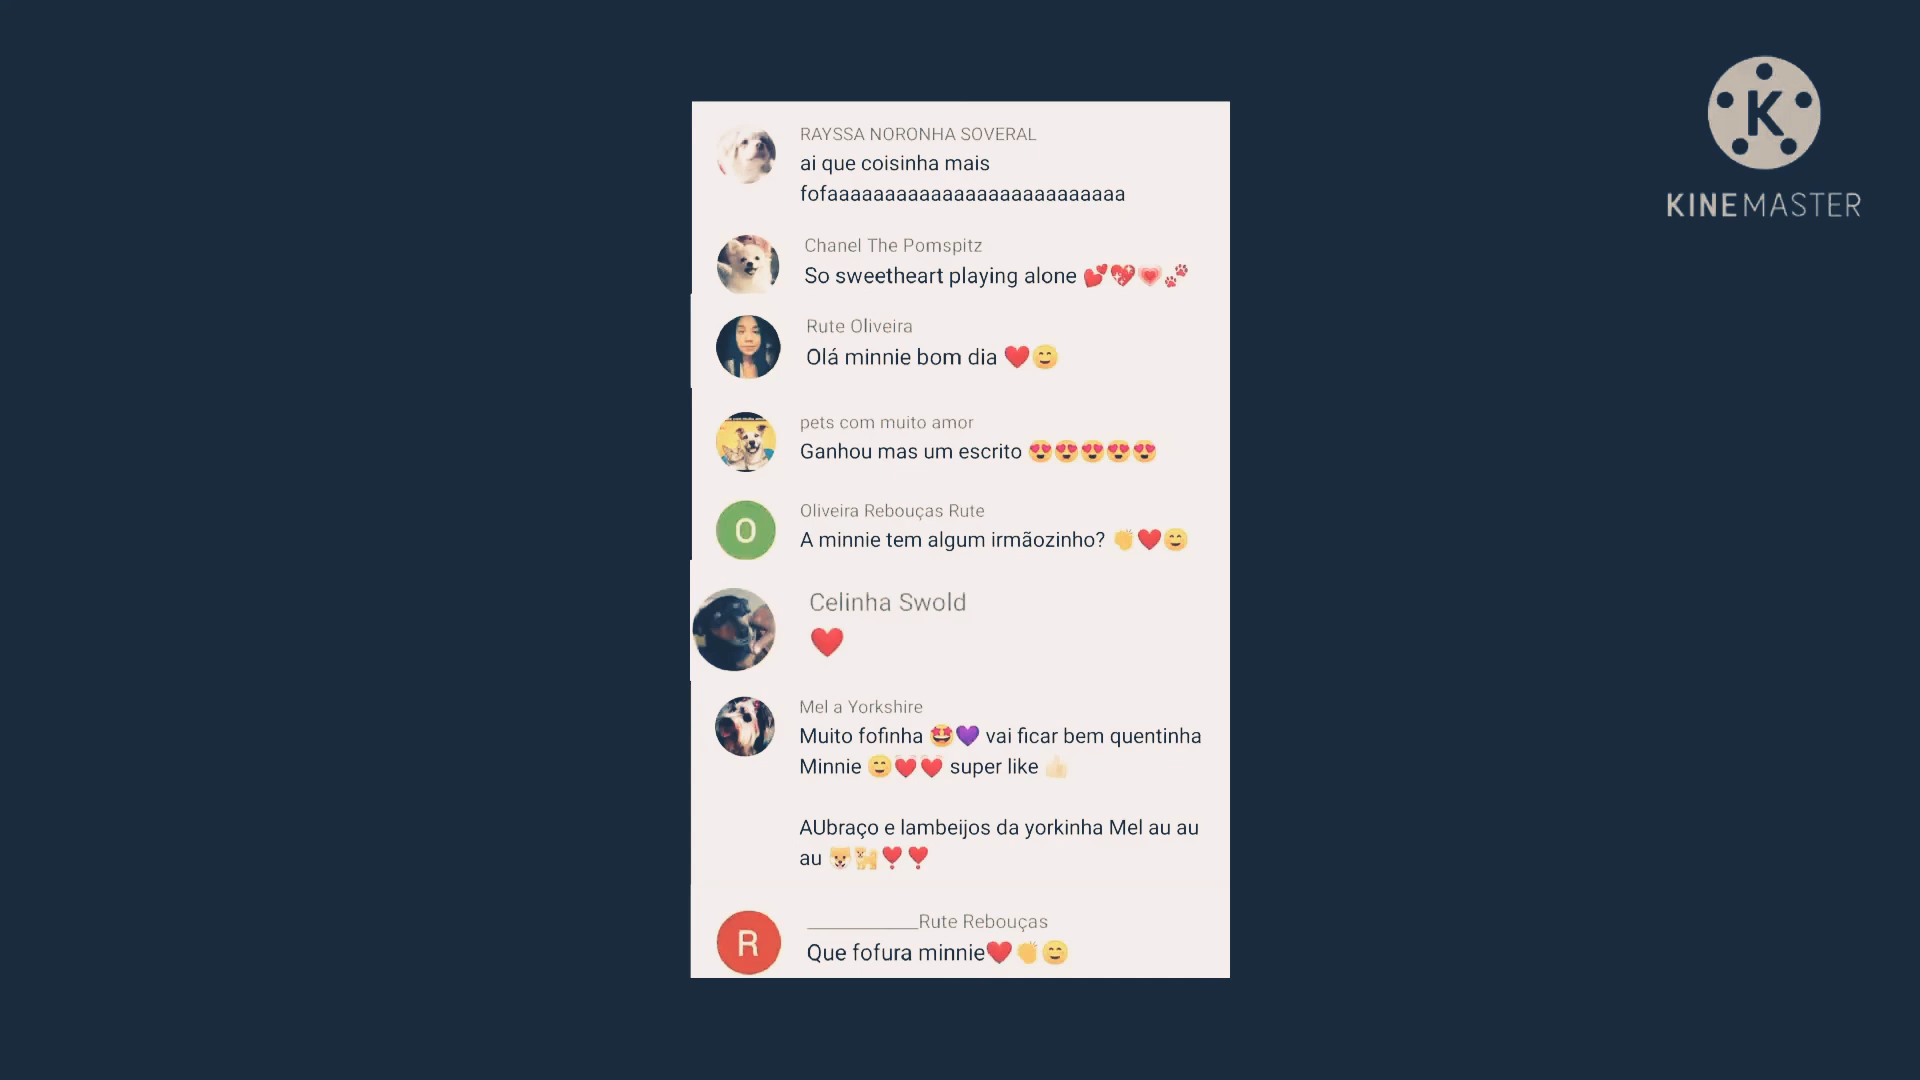 RAYSSA NORONHA SOVERAL
ai que coisinha mais
fofaaaaaaaaaaaaaaaaaaaaaaaaaa
Chanel The Pomspitz
So sweetheart playing alone 💕💖💗🐾
Rute Oliveira
Olá minnie bom dia ❤️😊
pets com muito amor
Ganhou mas um escrito 😍😍😍😍😍
Oliveira Rebouças Rute
A minnie tem algum irmãozinho? 👏❤️😊
Celinha Swold
❤️
Mel a Yorkshire
Muito fofinha 🤩💜 vai ficar bem quentinha
Minnie 😊❤️❤️ super like 👍🏻
AUbraço e lambeijos da yorkinha Mel au au
au 🐶🐕❣️❣️
___________Rute Rebouças
Que fofura minnie❤️👏😊
O
R
K
KINEMASTER